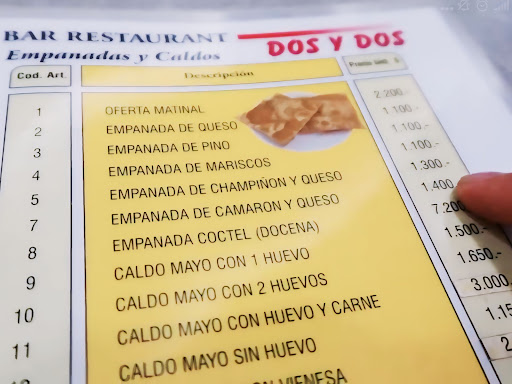 BAR RESTAURANT DOS Y DOS
Empanadas y Caldos
Cod. Art. Descripción
1 OFERTA MATINAL 2.200.-
2 EMPANADA DE QUESO 1.100.-
3 EMPANADA DE PINO 1.100.-
4 EMPANADA DE MARISCOS 1.100.-
5 EMPANADA DE CHAMPIÑON Y QUESO 1.300.-
7 EMPANADA DE CAMARON Y QUESO 1.400.-
8 EMPANADA COCTEL (DOCENA) 7.200
9 CALDO MAYO CON 1 HUEVO 1.500.-
10 CALDO MAYO CON 2 HUEVOS 1.650.-
11 CALDO MAYO CON HUEVO Y CARNE 3.000.
CALDO MAYO SIN HUEVO 1.15
VIENESA 2